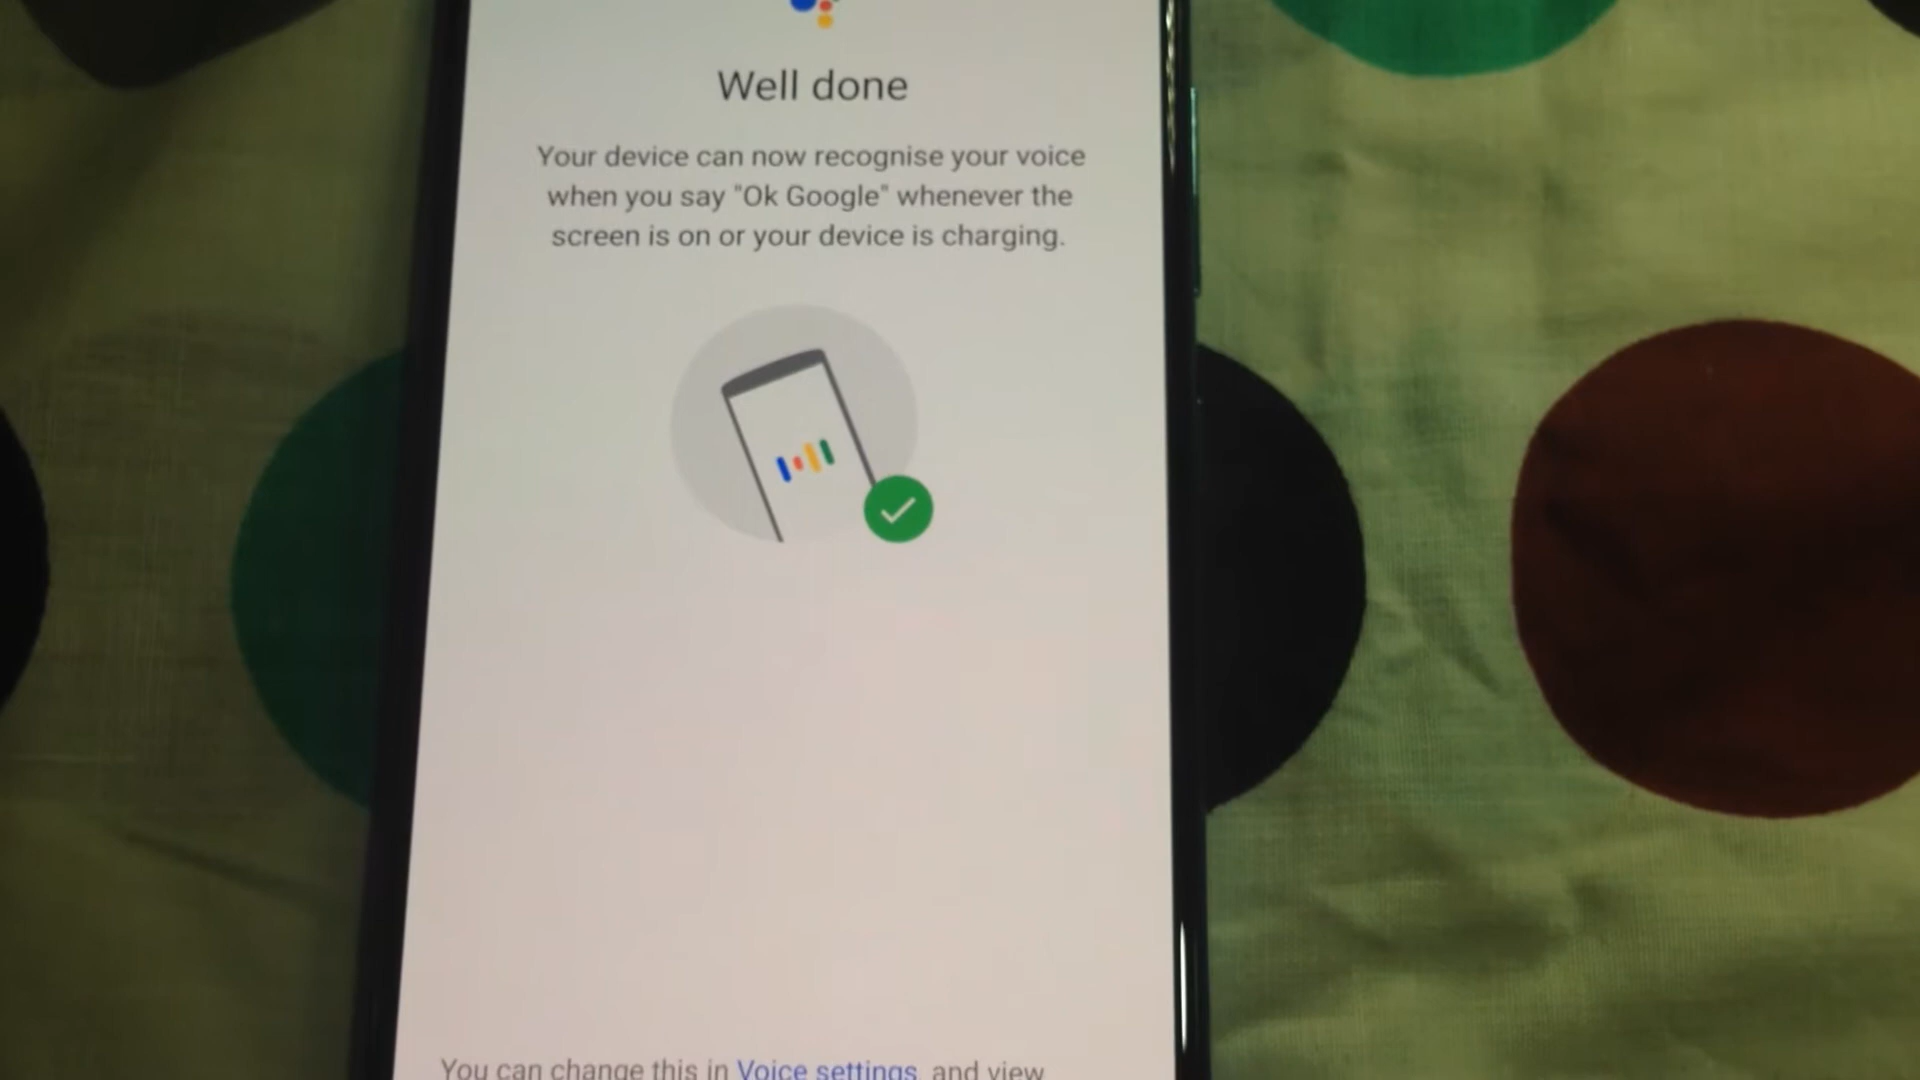 Well done
Your device can now recognise your voice
when you say "Ok Google" whenever the
screen is on or your device is charging.
You can change this in Voice settings, and view